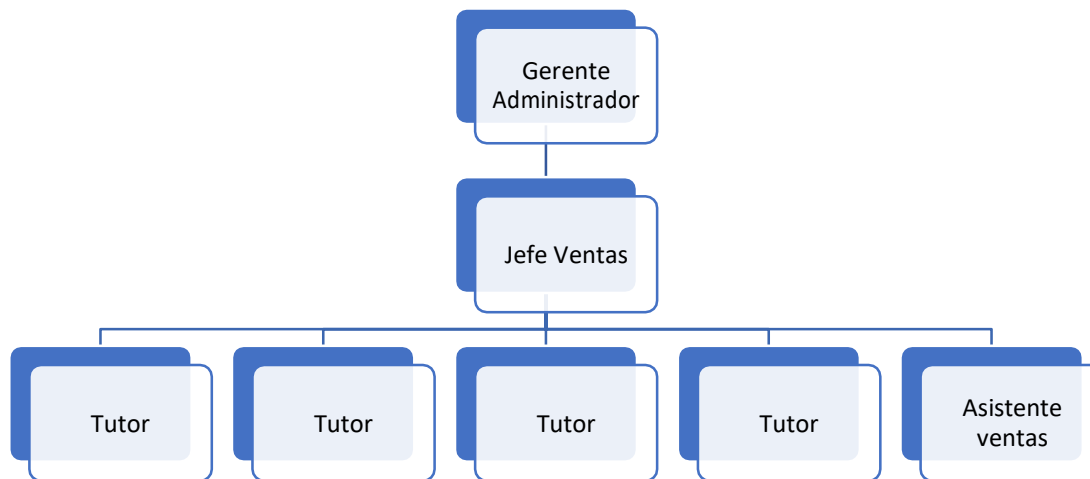 Gerente
Administrador
Jefe Ventas
Tutor
Tutor
Tutor
Tutor
Asistente
ventas